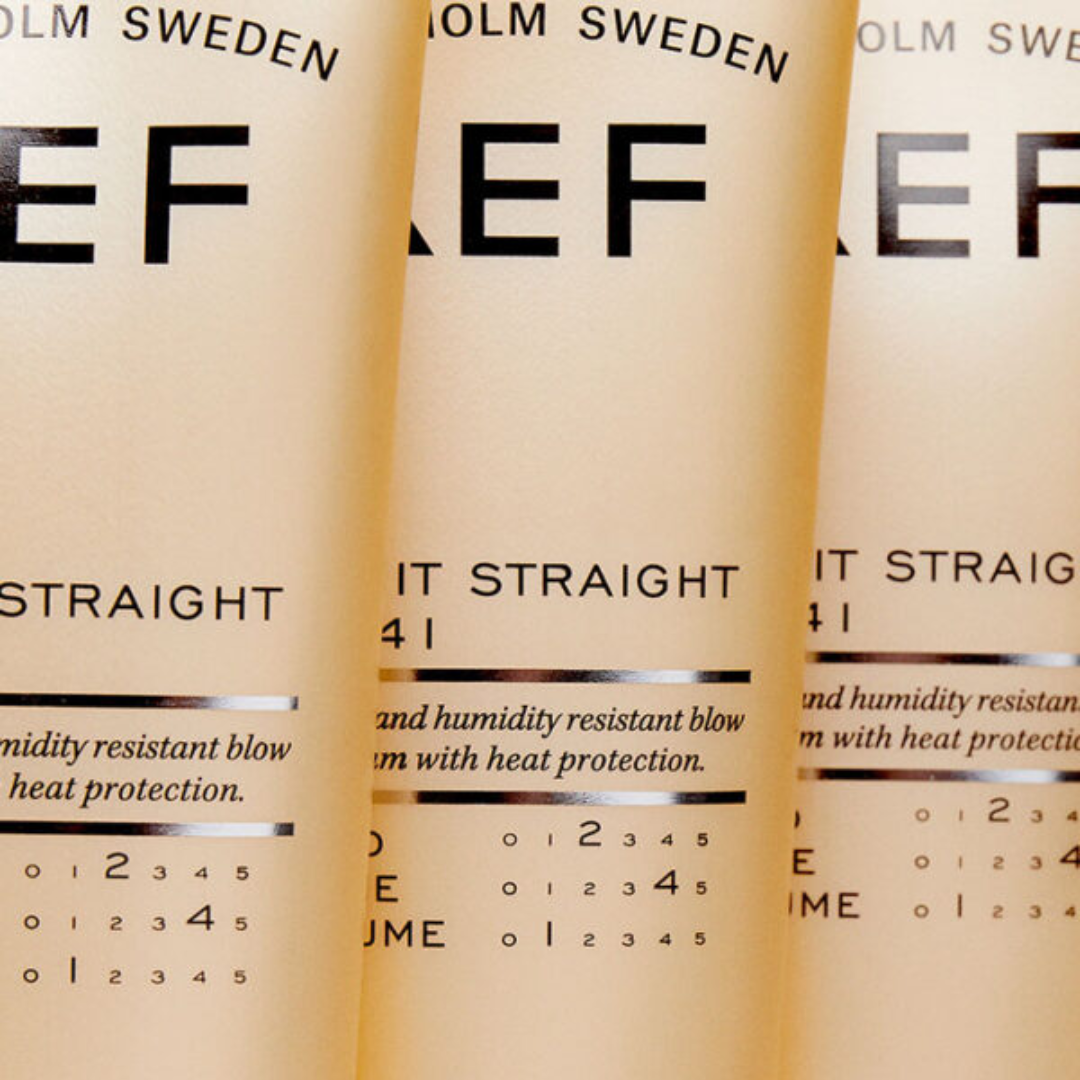 OLM SWEDEN
EF
STRAIGHT
midity resistant blow
heat protection.
0 1 2 3 4 5
0 1 2 3 4 5
0 1 2 3 4 5
HOLM SWEDEN
EF
IT STRAIGHT
41
and humidity resistant blow
m with heat protection.
E
UME
0 1 2 3 4 5
0 1 2 3 4 5
0 1 2 3 4 5
OLM SWE
EF
IT STRAIG
41
and humidity resistan
m with heat protectio
E
UME
0 1 2 3 4
0 1 2 3 4
0 1 2 3 4